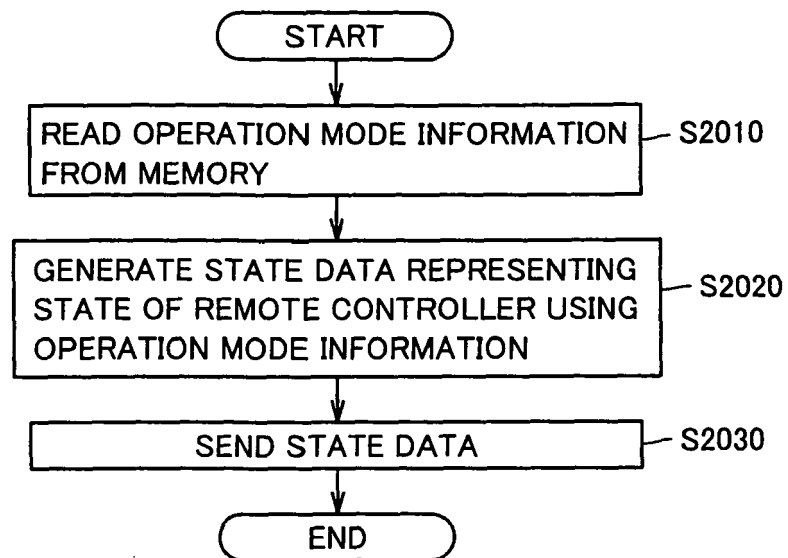 START
READ OPERATION MODE INFORMATION
FROM MEMORY
S2010
GENERATE STATE DATA REPRESENTING
STATE OF REMOTE CONTROLLER USING
OPERATION MODE INFORMATION
S2020
SEND STATE DATA
S2030
END